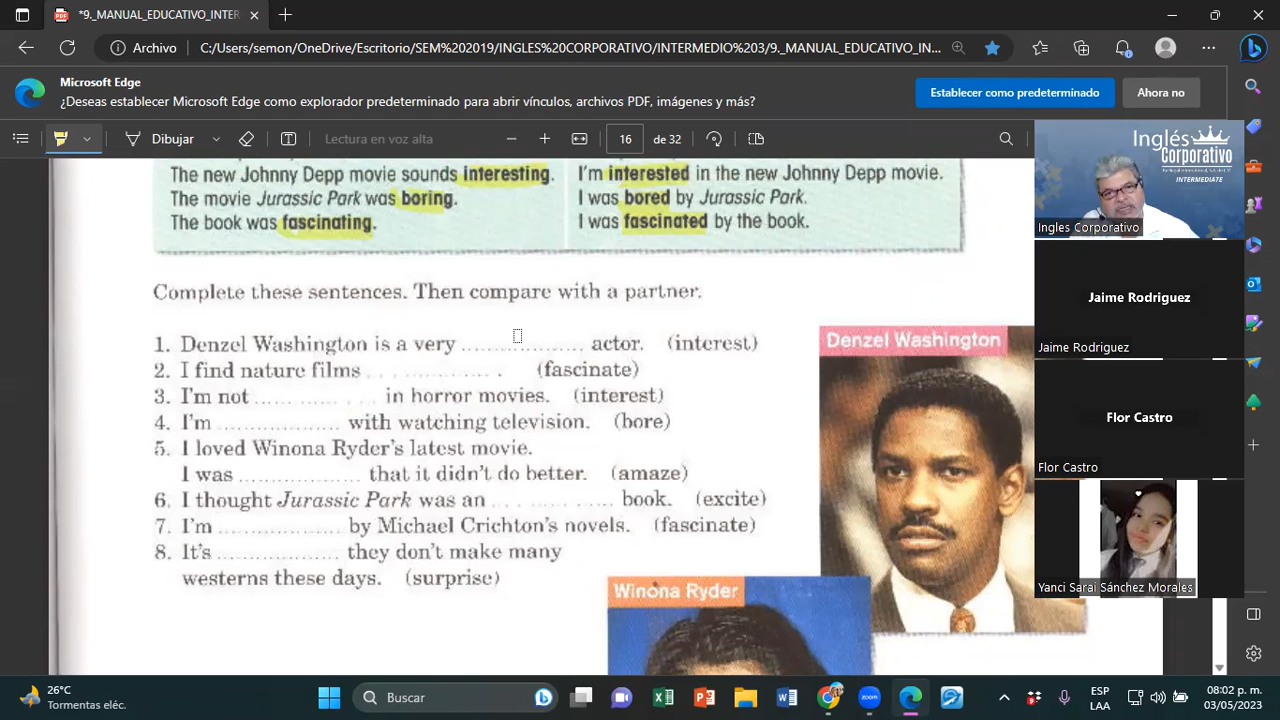 *9._MANUAL_EDUCATIVO_INTER
Archivo
C:/Users/semon/OneDrive/Escritorio/SEM%202019/INGLES%20CORPORATIVO/INTERMEDIO%203/9._MANUAL_EDUCATIVO_IN...
Microsoft Edge
¿Deseas establecer Microsoft Edge como explorador predeterminado para abrir vínculos, archivos PDF, imágenes y más?
Establecer como predeterminado
Ahora no
Dibujar
Lectura en voz alta
16
de 32
The new Johnny Depp movie sounds interesting.
I'm interested in the new Johnny Depp movie.
The movie Jurassic Park was boring.
I was bored by Jurassic Park.
The book was fascinating.
I was fascinated by the book.
Complete these sentences. Then compare with a partner.
1. Denzel Washington is a very .................. actor. (interest)
2. I find nature films .................. . (fascinate)
3. I'm not .................. in horror movies. (interest)
4. I'm .................. with watching television. (bore)
5. I loved Winona Ryder's latest movie.
I was .................. that it didn't do better. (amaze)
6. I thought Jurassic Park was an .................. book. (excite)
7. I'm .................. by Michael Crichton's novels. (fascinate)
8. It's .................. they don't make many
westerns these days. (surprise)
Denzel Washington
Winona Ryder
Inglés
Corporativo
INTERMEDIATE
Ingles Corporativo
Jaime Rodriguez
Jaime Rodriguez
Flor Castro
Flor Castro
Yanci Sarai Sánchez Morales
26°C
Tormentas eléc.
Buscar
zoom
ESP
LAA
08:02 p. m.
03/05/2023